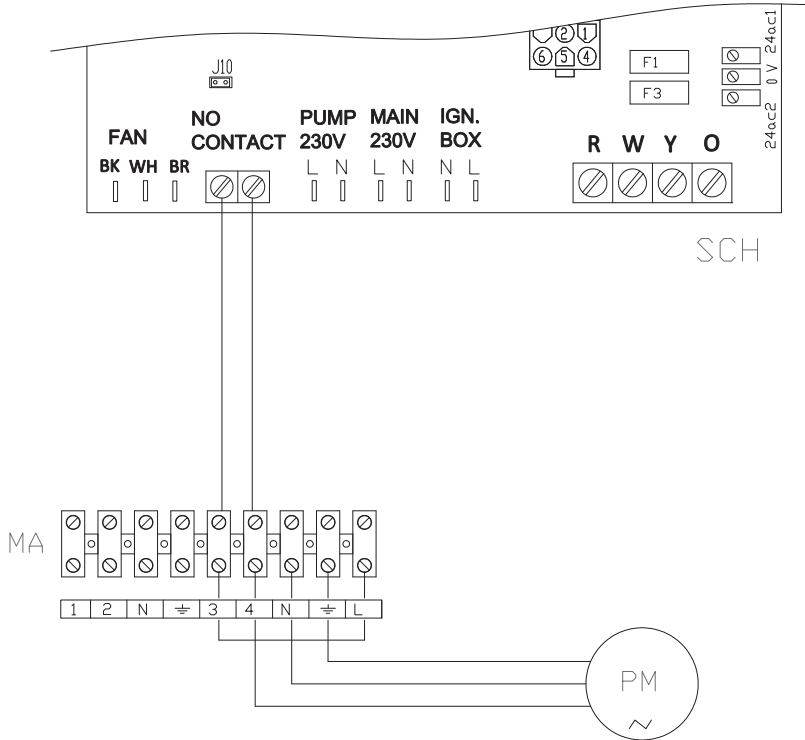 2 1
6 5 4
J10
F1
F3
24ac2 0 V 24ac1
NO
CONTACT
PUMP
230V
MAIN
230V
IGN.
BOX
FAN
BK WH BR
L N L N N L
R W Y O
SCH
MA
1 2 N ⏚ 3 4 N ⏚ L
PM
~